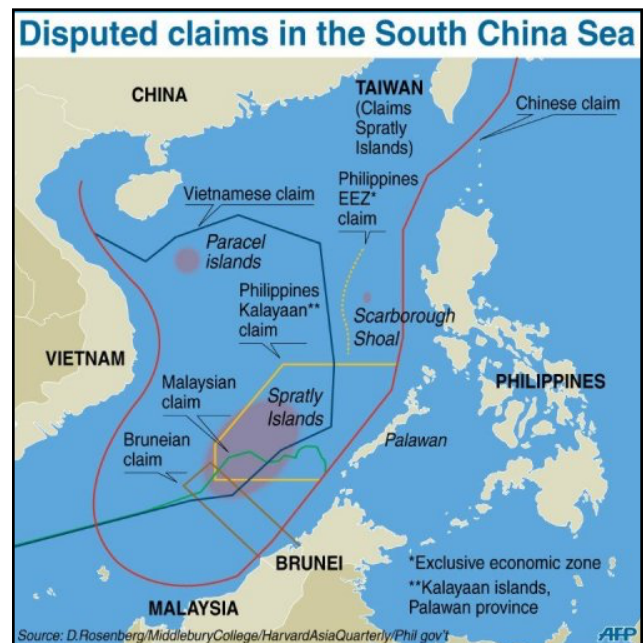 Disputed claims in the South China Sea
CHINA
TAIWAN
(Claims
Spratly
Islands)
Chinese claim
Vietnamese claim
Philippines
EEZ*
claim
Paracel
islands
Philippines
Kalayaan**
claim
Scarborough
Shoal
VIETNAM
Malaysian
claim
Spratly
Islands
PHILIPPINES
Bruneian
claim
Palawan
BRUNEI
*Exclusive economic zone
**Kalayaan islands,
Palawan province
MALAYSIA
Source: D.Rosenberg/MiddleburyCollege/HarvardAsiaQuarterly/Phil gov't
AFP